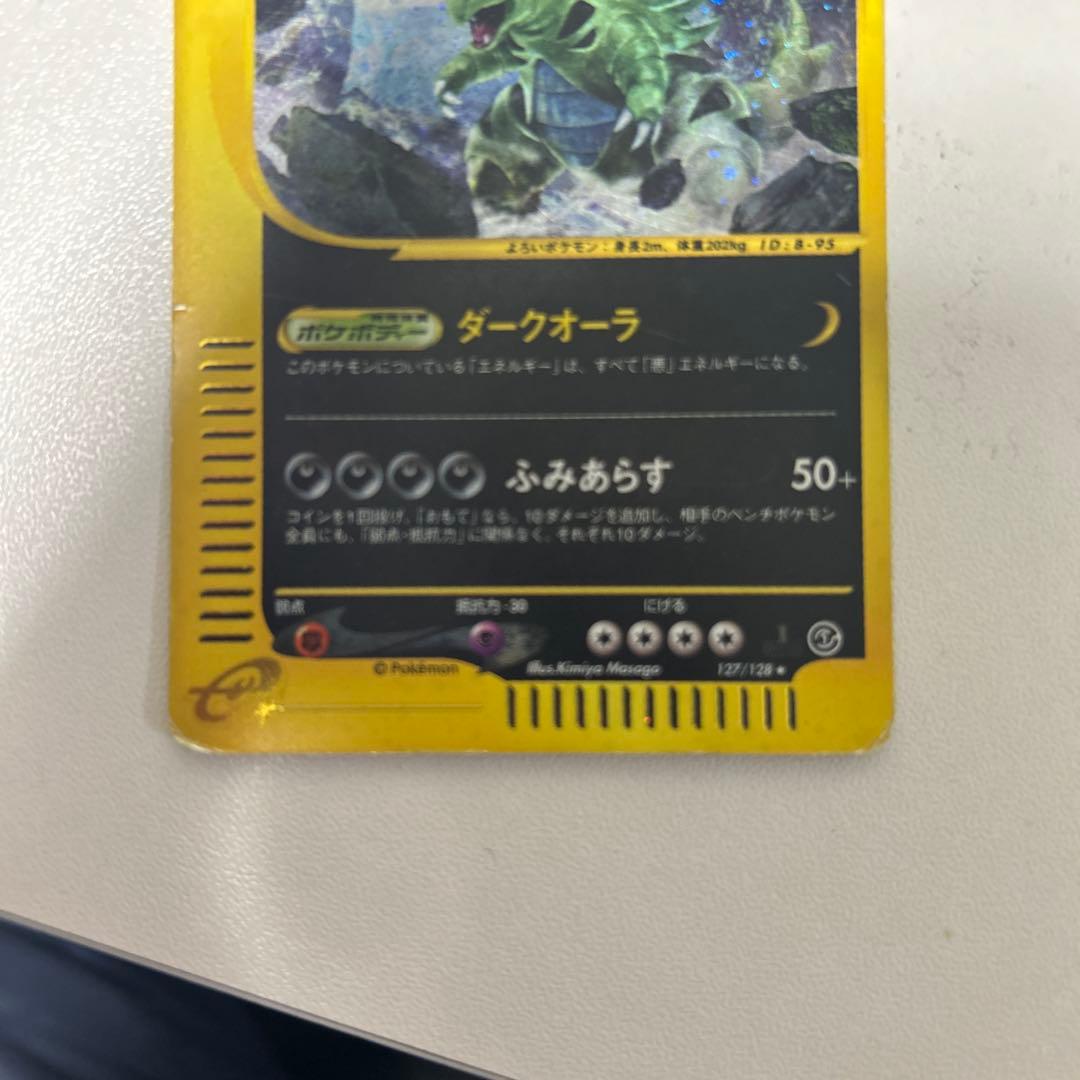 よろいポケモン：身長2m、体重202kg ID:8-95
ポケボディー
ダークオーラ
このポケモンについている「エネルギー」は、すべて「悪」エネルギーになる。
ふみあらす 50+
コインを1回投げ、「おもて」なら、10ダメージを追加し、相手のベンチポケモン
全員にも、「弱点・抵抗力」に関係なく、それぞれ10ダメージ。
弱点 抵抗力 -30 にげる
© Pokémon Illus.Kimiya Masago 127/128 ★